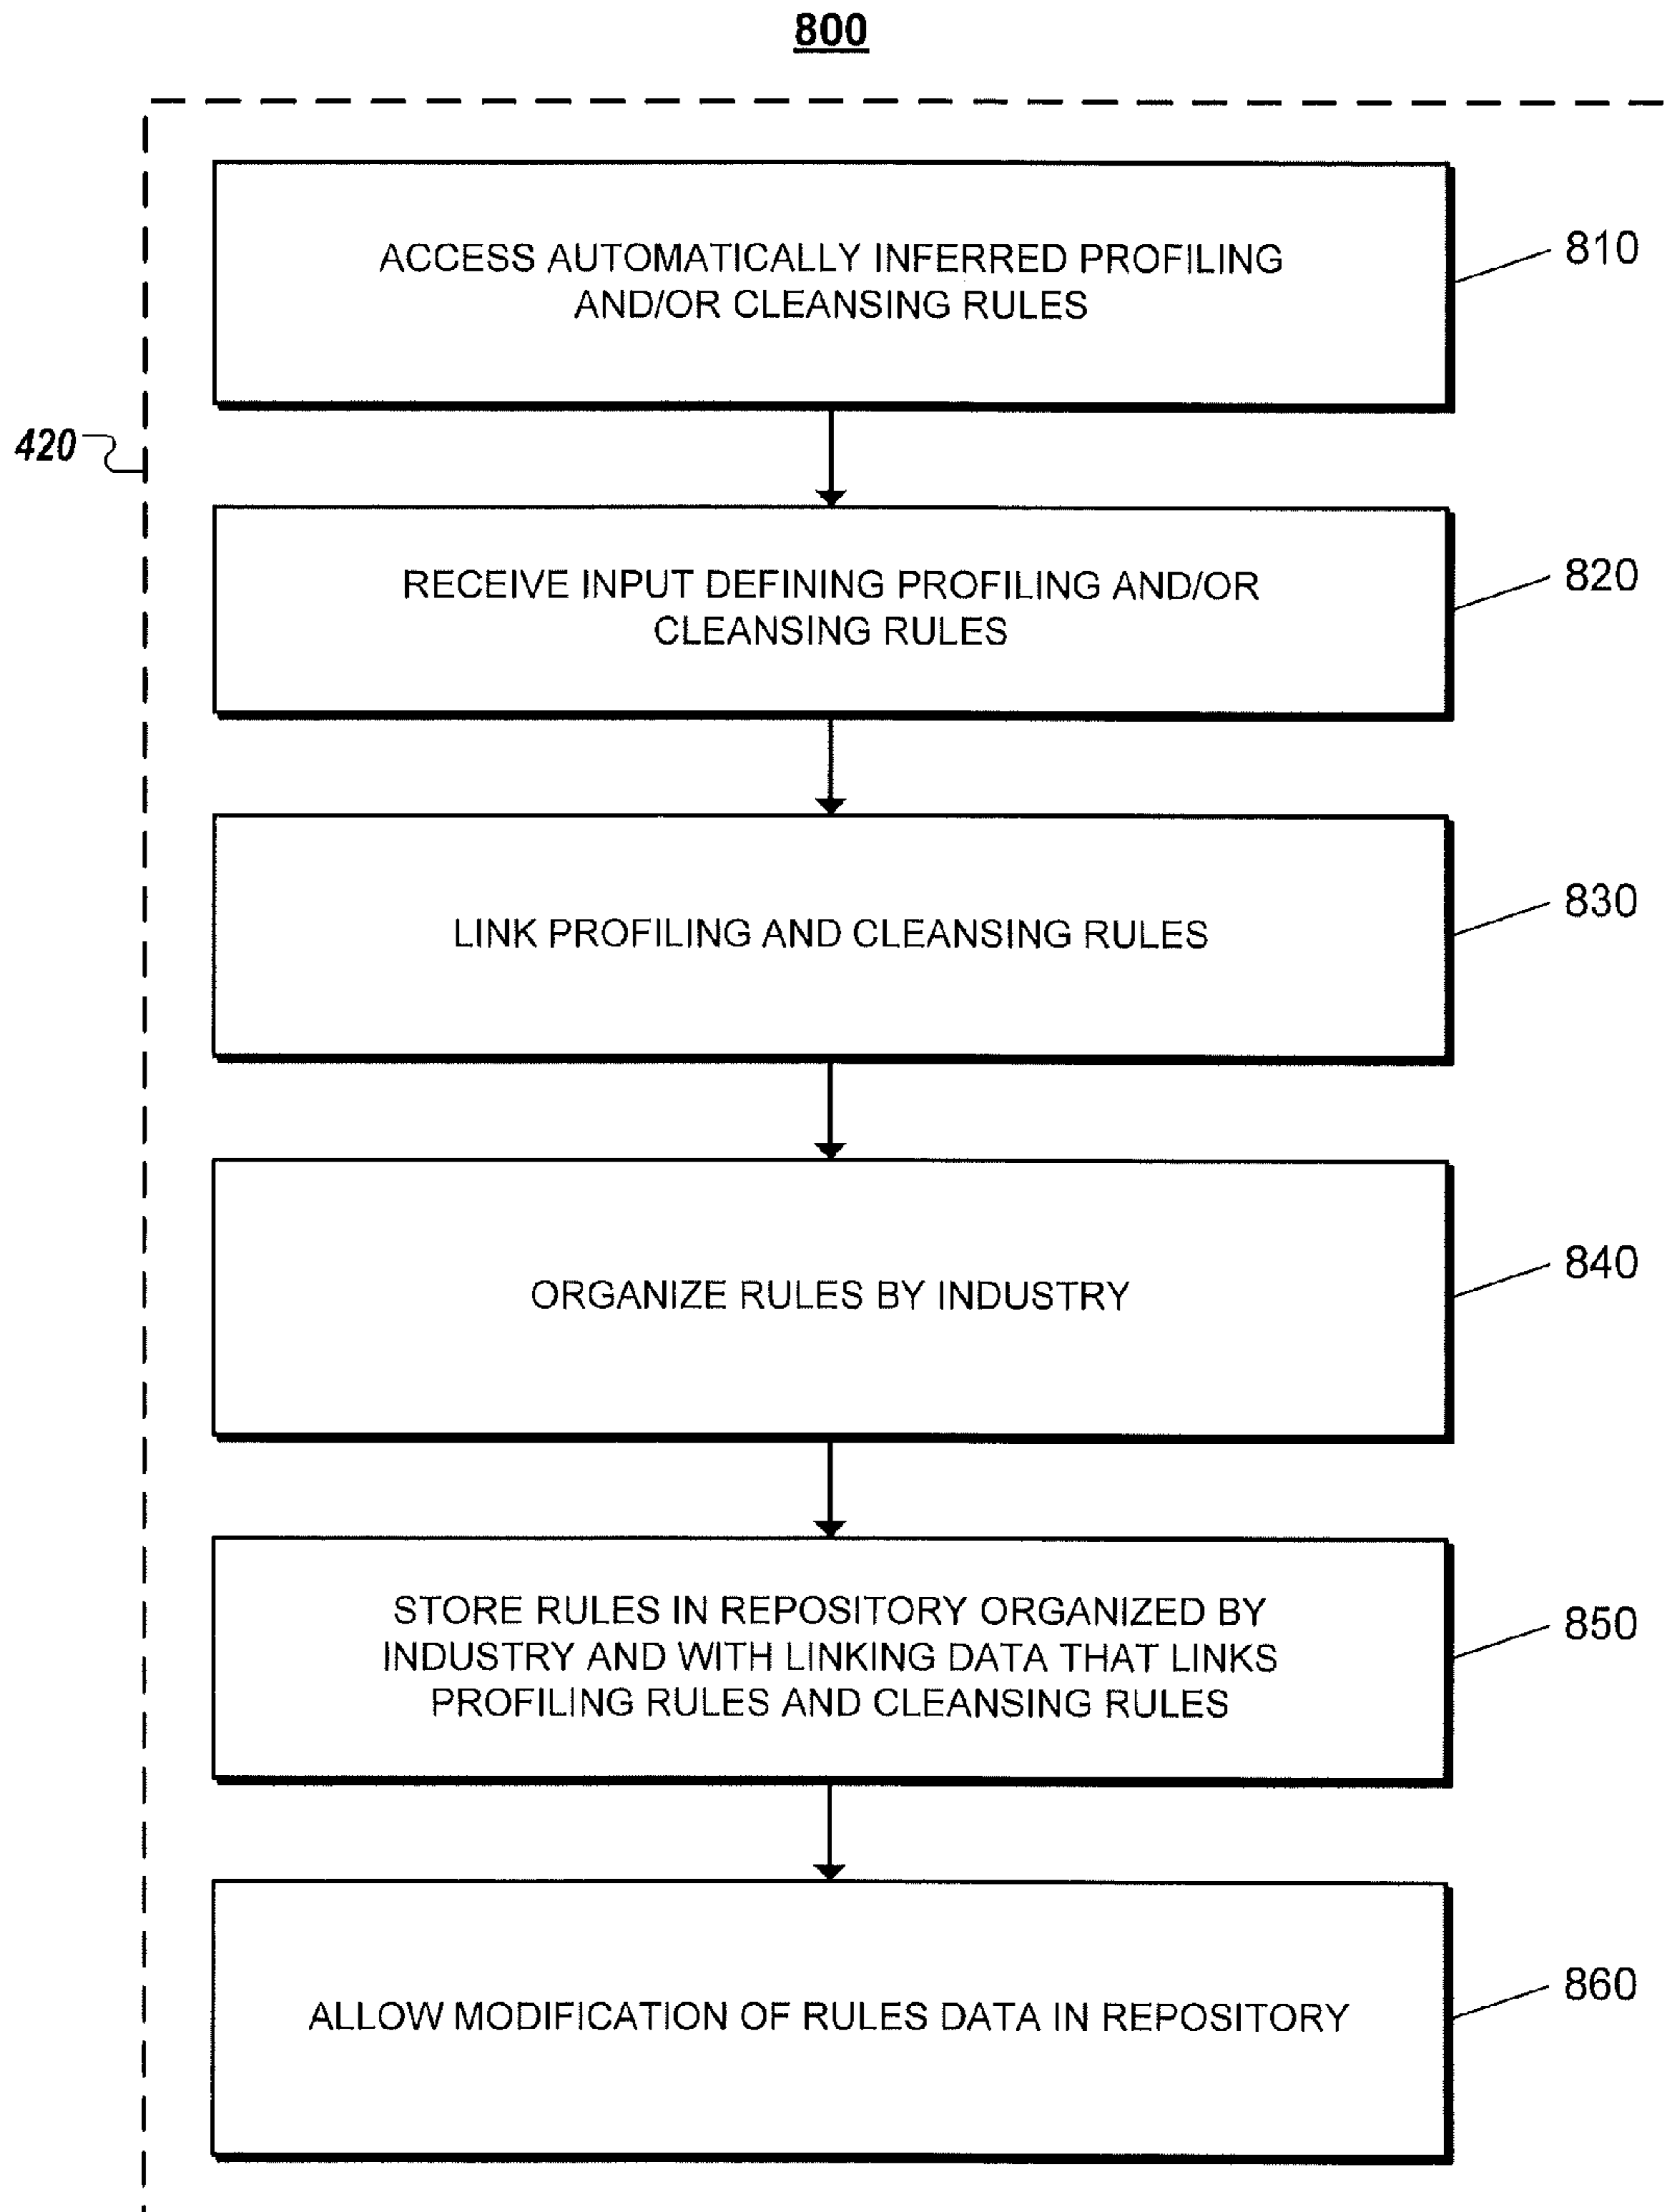 800
ACCESS AUTOMATICALLY INFERRED PROFILING
AND/OR CLEANSING RULES
810
420
RECEIVE INPUT DEFINING PROFILING AND/OR
CLEANSING RULES
820
LINK PROFILING AND CLEANSING RULES
830
ORGANIZE RULES BY INDUSTRY
840
STORE RULES IN REPOSITORY ORGANIZED BY
INDUSTRY AND WITH LINKING DATA THAT LINKS
PROFILING RULES AND CLEANSING RULES
850
ALLOW MODIFICATION OF RULES DATA IN REPOSITORY
860